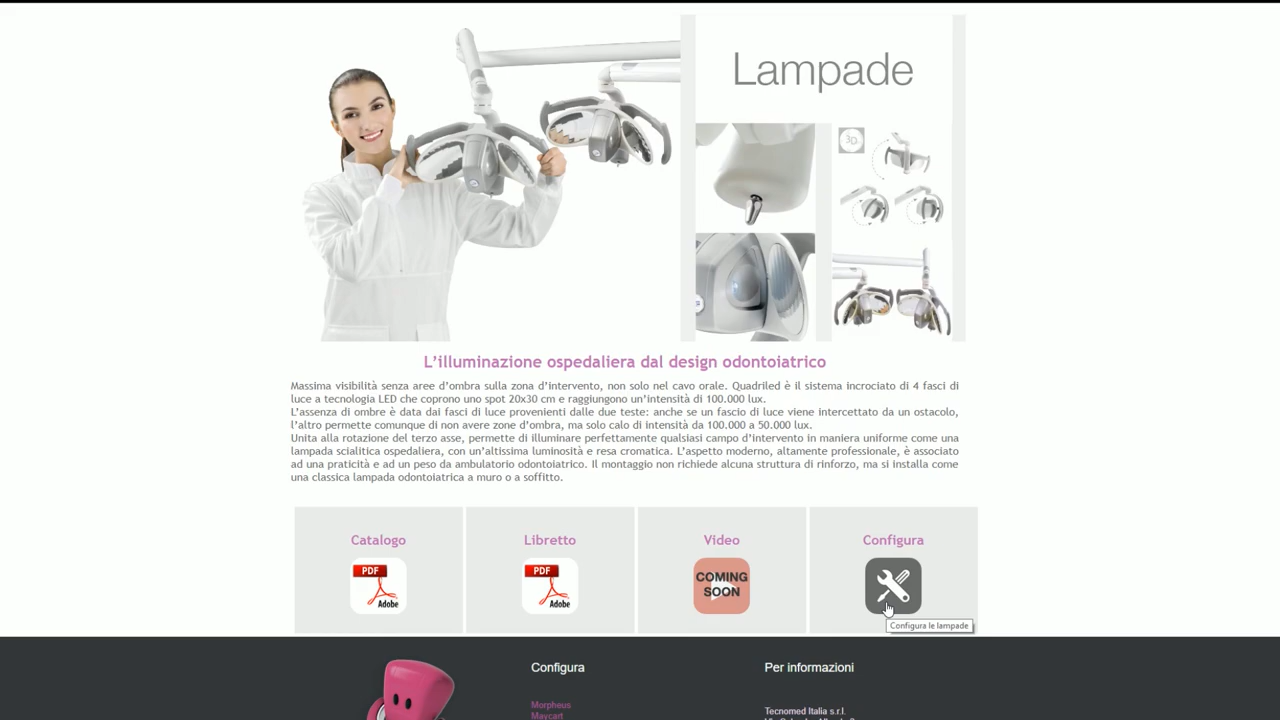 Lampade
3D
L'illuminazione ospedaliera dal design odontoiatrico
Massima visibilità senza aree d'ombra sulla zona d'intervento, non solo nel cavo orale. Quadriled è il sistema incrociato di 4 fasci di
luce a tecnologia LED che coprono uno spot 20x30 cm e raggiungono un'intensità di 100.000 lux.
L'assenza di ombre è data dai fasci di luce provenienti dalle due teste: anche se un fascio di luce viene intercettato da un ostacolo,
l'altro permette comunque di non avere zone d'ombra, ma solo calo di intensità da 100.000 a 50.000 lux.
Unita alla rotazione del terzo asse, permette di illuminare perfettamente qualsiasi campo d'intervento in maniera uniforme come una
lampada scialitica ospedaliera, con un'altissima luminosità e resa cromatica. L'aspetto moderno, altamente professionale, è associato
ad una praticità e ad un peso da ambulatorio odontoiatrico. Il montaggio non richiede alcuna struttura di rinforzo, ma si installa come
una classica lampada odontoiatrica a muro o a soffitto.
Catalogo
Libretto
Video
Configura
PDF
Adobe
PDF
Adobe
COMING
SOON
Configura le lampade
Configura
Per informazioni
Morpheus
Maycart
Tecnomed Italia s.r.l.